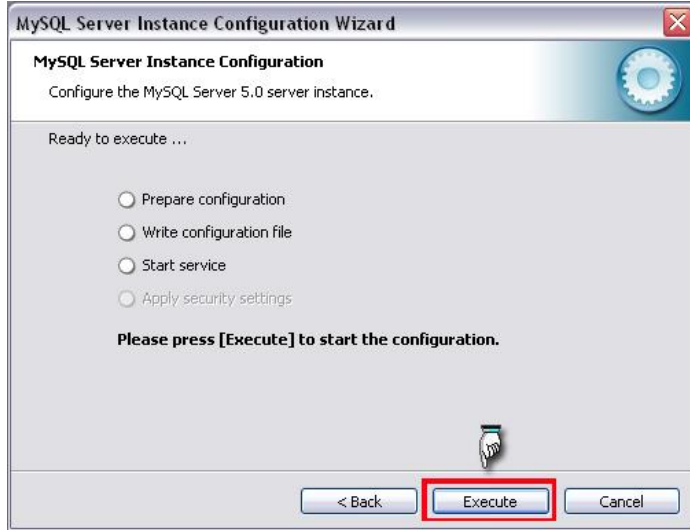 MySQL Server Instance Configuration Wizard
MySQL Server Instance Configuration
Configure the MySQL Server 5.0 server instance.
Ready to execute ...
Prepare configuration
Write configuration file
Start service
Apply security settings
Please press [Execute] to start the configuration.
< Back Execute Cancel